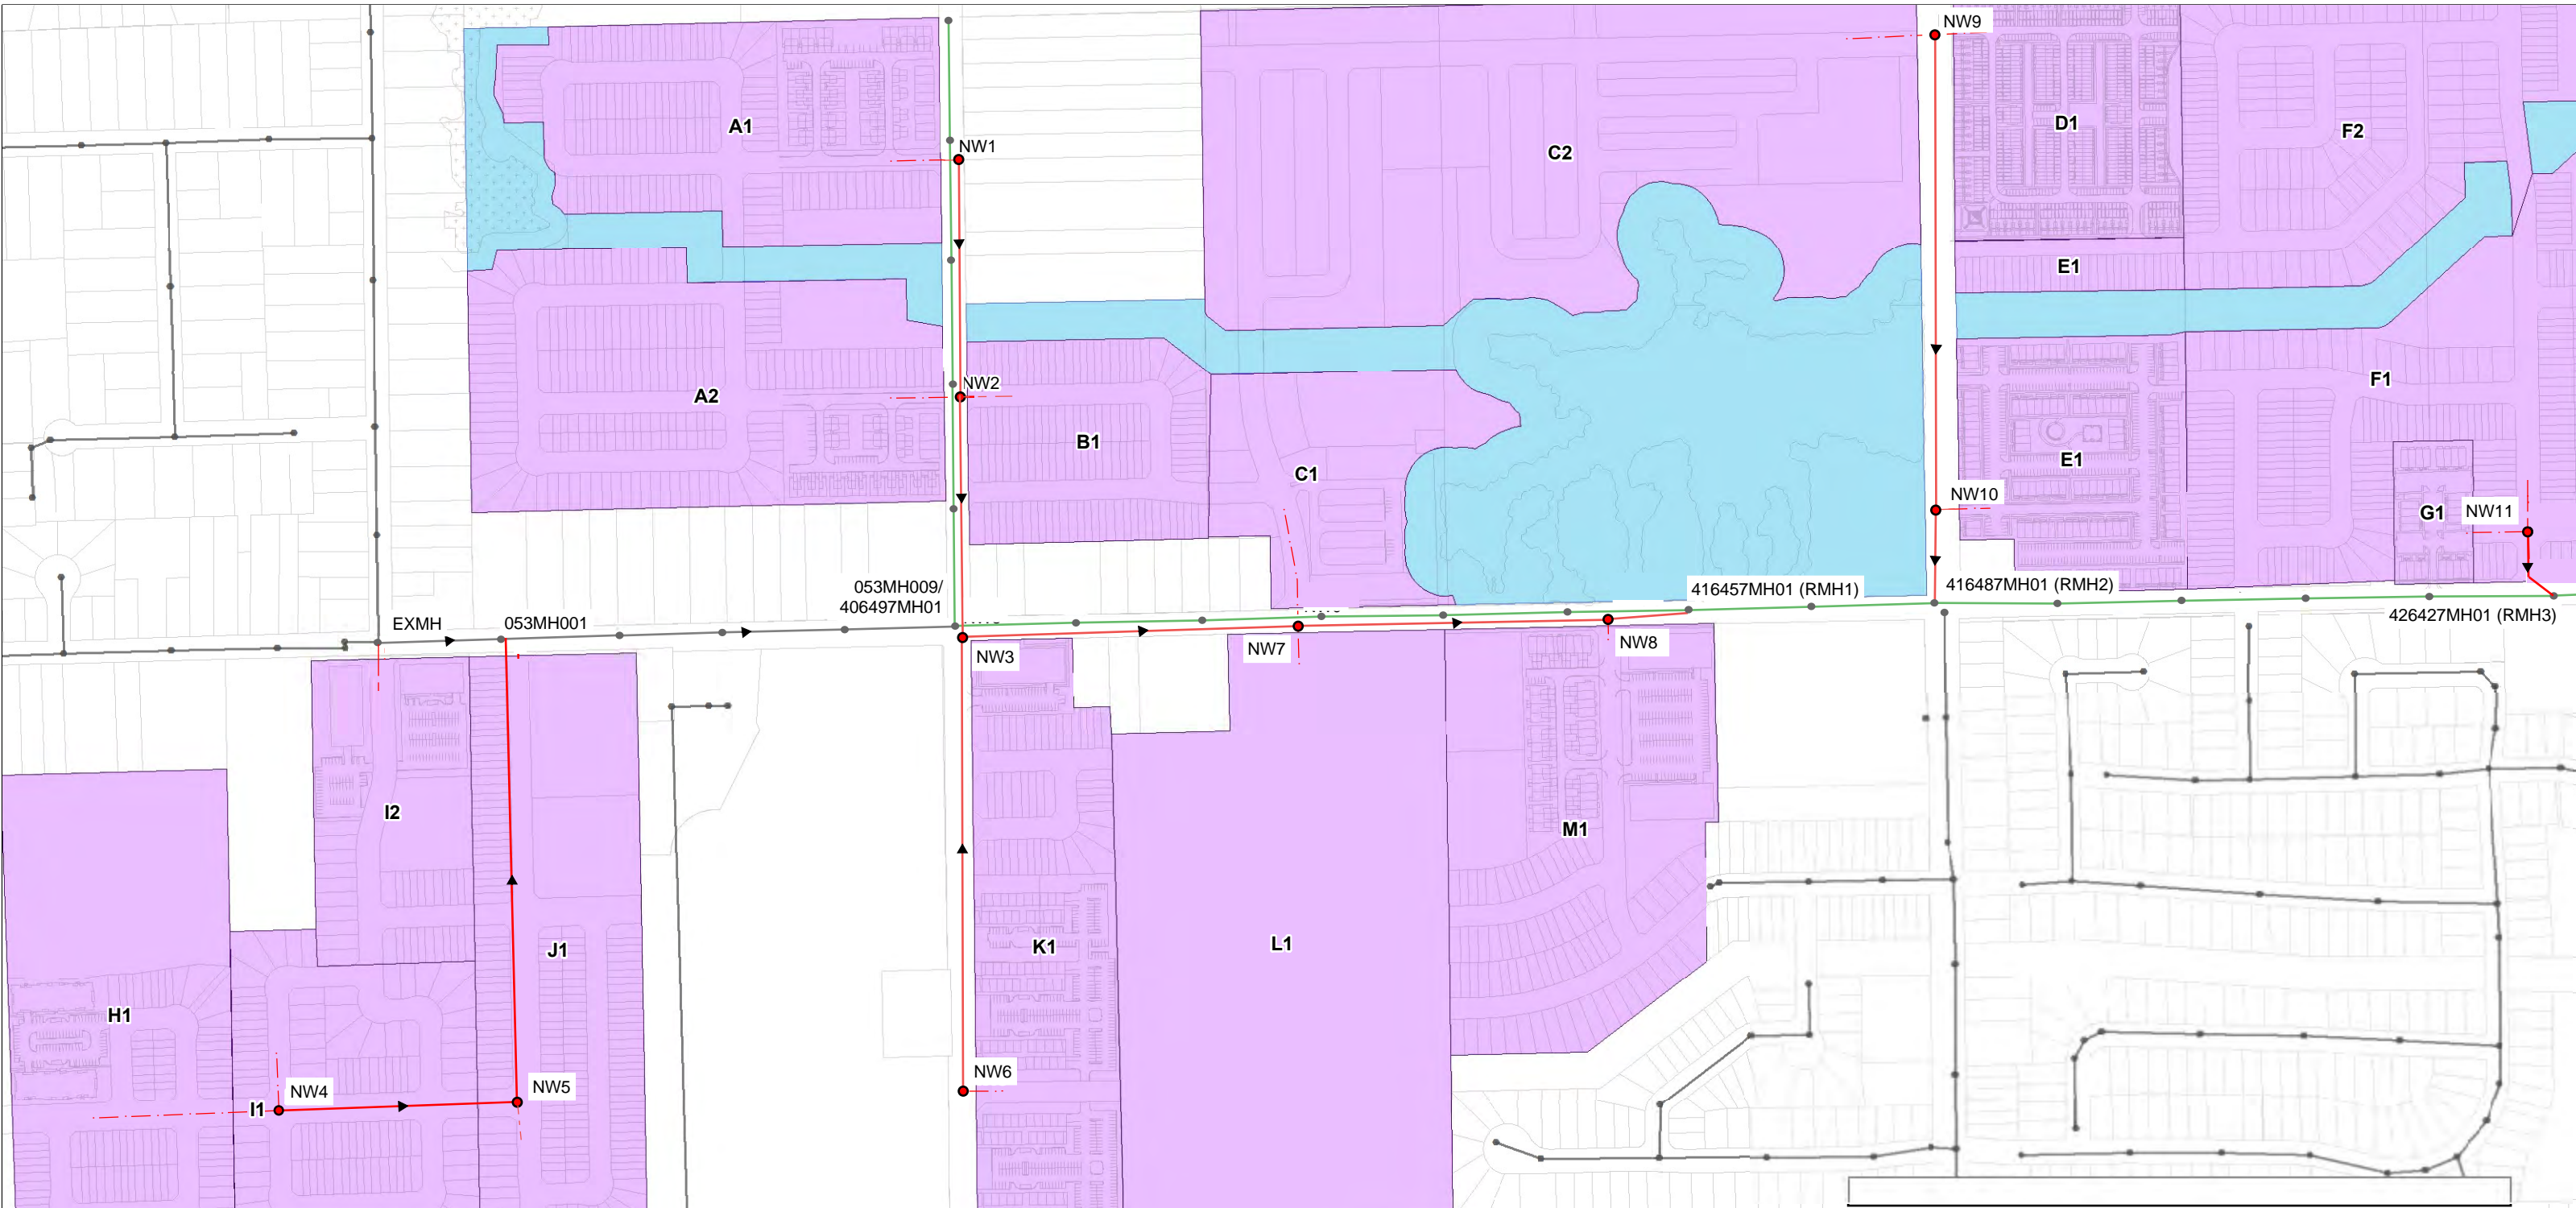 NW9
A1
D1
F2
NW1
C2
E1
NW2
A2
F1
B1
C1
E1
NW10
G1
NW11
053MH009/
406497MH01
416457MH01 (RMH1)
416487MH01 (RMH2)
426427MH01 (RMH3)
EXMH
053MH001
NW3
NW7
NW8
I2
M1
J1
K1
L1
H1
NW6
NW4
NW5
I1